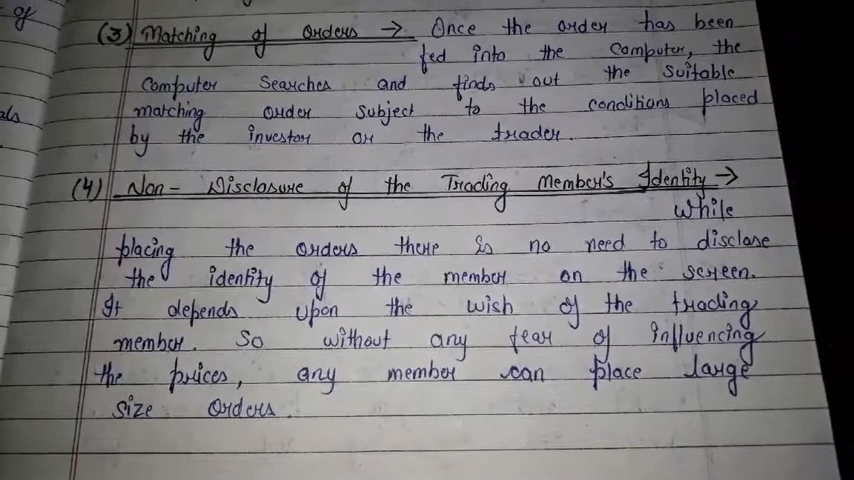 of
als
(3) Matching of Orders → Once the order has been
fed into the computer, the
computer searches and finds out the suitable
matching order subject to the conditions placed
by the investor or the trader.
(4) Non-Disclosure of the Trading Member's Identity →
while
placing the orders there is no need to disclose
the identity of the member on the screen.
It depends upon the wish of the trading
member. So without any fear of influencing
the prices, any member can place large
size orders.